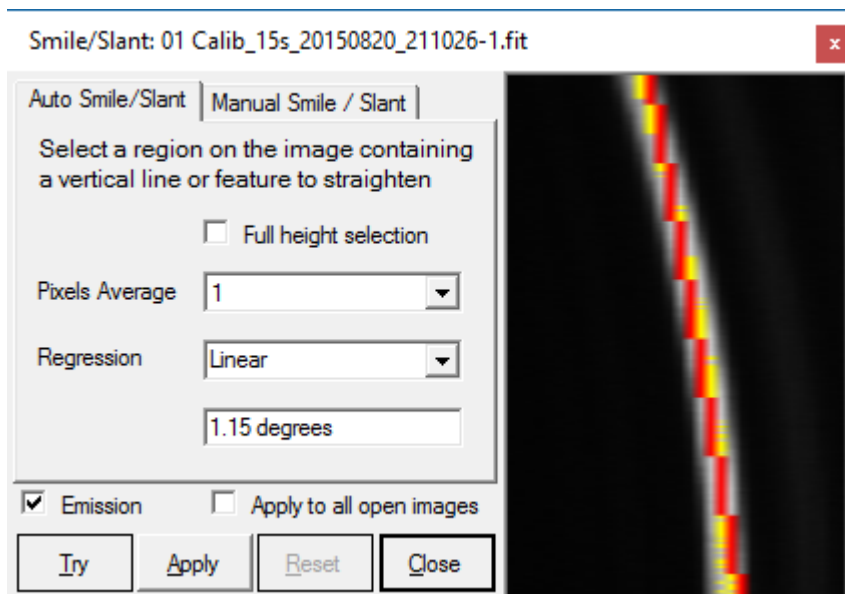 Smile/Slant: 01 Calib_15s_20150820_211026-1.fit
x
Auto Smile/Slant
Manual Smile / Slant
Select a region on the image containing
a vertical line or feature to straighten
Full height selection
Pixels Average
1
Regression
Linear
1.15 degrees
Emission
Apply to all open images
Try
Apply
Reset
Close